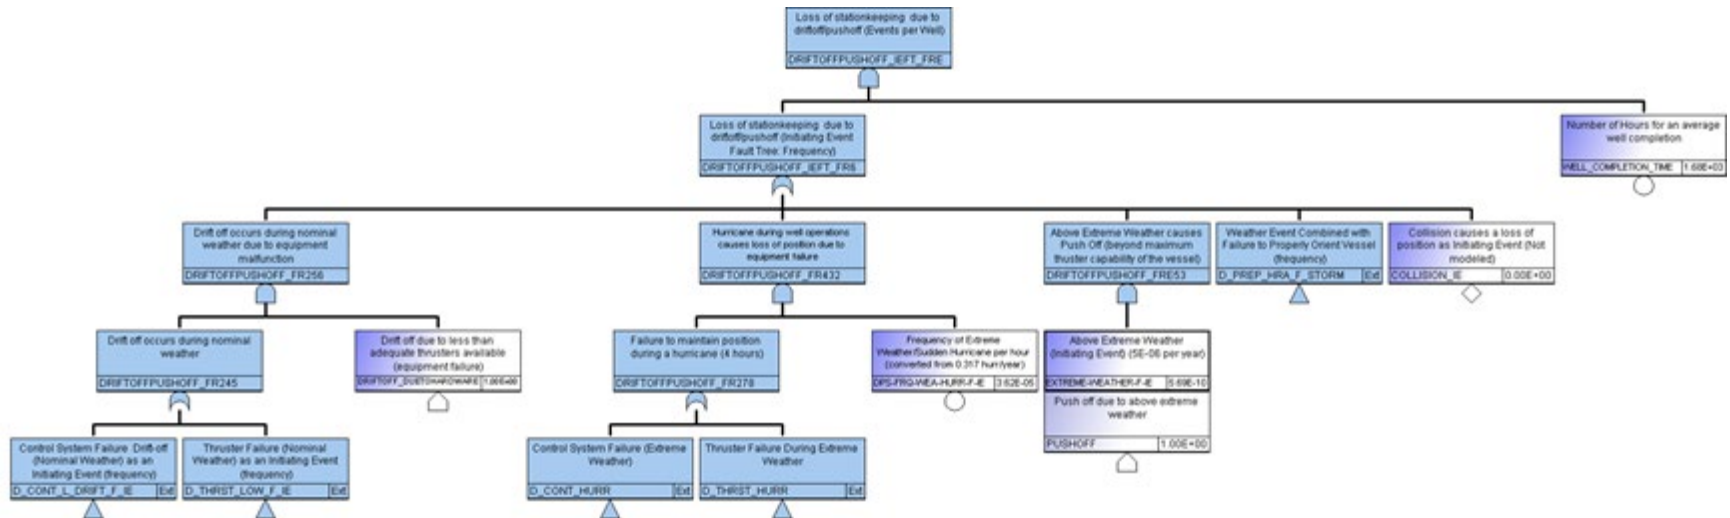 Loss of stationkeeping due to
driftoff/pushoff (Events per Well)
DRIFTOFFPUSHOFF_IEFT_FRE
Loss of stationkeeping due to
driftoff/pushoff (Initiating Event
Fault Tree: Frequency)
DRIFTOFFPUSHOFF_IEFT_FR6
Number of Hours for an average
well completion
WELL_COMPLETION_TIME 1.68E+03
Drift off occurs during nominal
weather due to equipment
malfunction
DRIFTOFFPUSHOFF_FR256
Hurricane during well operations
causes loss of position due to
equipment failure
DRIFTOFFPUSHOFF_FR432
Above Extreme Weather causes
Push Off (beyond maximum
thruster capability of the vessel)
DRIFTOFFPUSHOFF_FRE53
Weather Event Combined with
Failure to Properly Orient Vessel
(frequency)
D_PREP_HRA_F_STORM Ext
Collision causes a loss of
position as Initiating Event (Not
modeled)
COLLISION_IE 0.00E+00
Drift off occurs during nominal
weather
DRIFTOFFPUSHOFF_FR245
Drift off due to less than
adequate thrusters available
(equipment failure)
DRIFTOFF_DUETOHARDWARE 1.00E+00
Failure to maintain position
during a hurricane (4 hours)
DRIFTOFFPUSHOFF_FR278
Frequency of Extreme
Weather/Sudden Hurricane per hour
(converted from 0.317 hurr/year)
DPS-FRQ-WEA-HURR-F-IE 3.62E-05
Above Extreme Weather
(Initiating Event) (5E-06 per year)
EXTREME-WEATHER-F-IE 5.69E-10
Push off due to above extreme
weather
PUSHOFF 1.00E+00
Control System Failure Drift-off
(Nominal Weather) as an
Initiating Event (frequency)
D_CONT_L_DRIFT_F_IE Ext
Thruster Failure (Nominal
Weather) as an Initiating Event
(frequency)
D_THRST_LOW_F_IE Ext
Control System Failure (Extreme
Weather)
D_CONT_HURR Ext
Thruster Failure During Extreme
Weather
D_THRST_HURR Ext